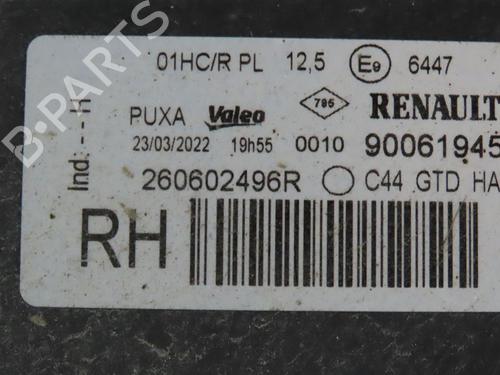 01HC/R PL 12,5 E9 6447
PUXA Valeo 795 RENAULT
23/03/2022 19h55 0010 90061945
Ind. - - - H
260602496R C44 GTD HA
RH
B-PARTS